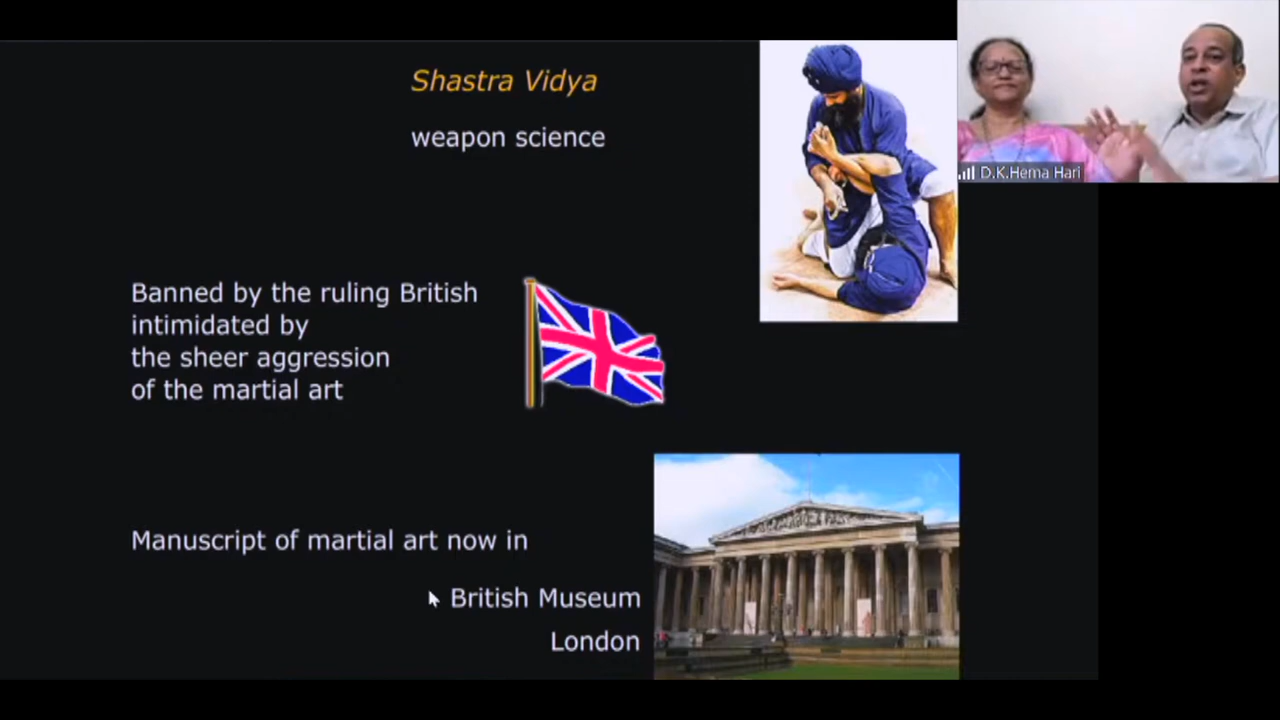 Shastra Vidya
weapon science
D.K.Hema Hari
Banned by the ruling British
intimidated by
the sheer aggression
of the martial art
Manuscript of martial art now in
British Museum
London